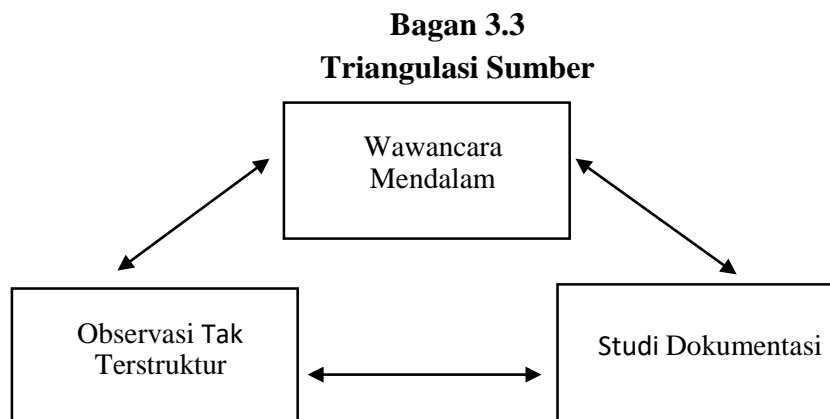 Bagan 3.3
Triangulasi Sumber
Wawancara
Mendalam
Observasi Tak
Terstruktur
Studi Dokumentasi